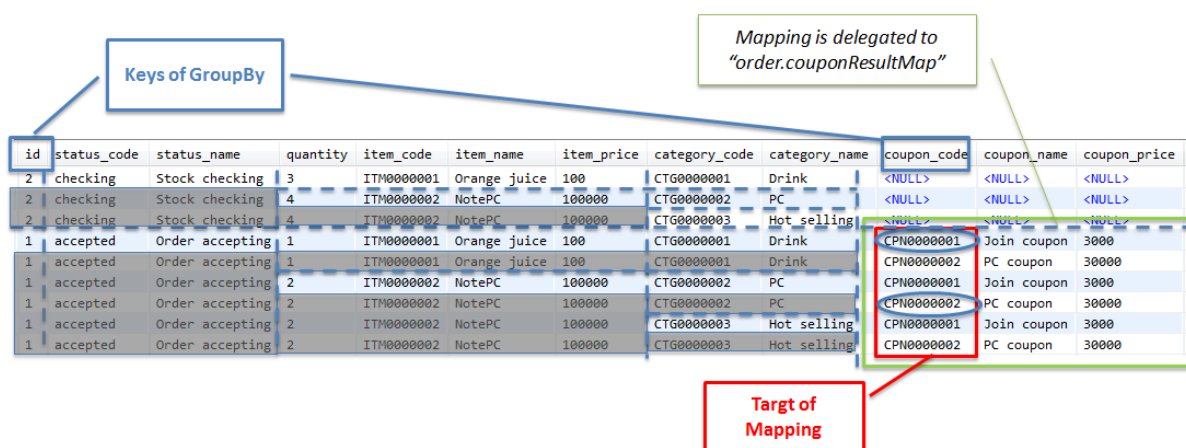 Mapping is delegated to
“order.couponResultMap”
Keys of GroupBy
id status_code status_name quantity item_code item_name item_price category_code category_name coupon_code coupon_name coupon_price
2 checking Stock checking 3 ITM0000001 Orange juice 100 CTG0000001 Drink <NULL> <NULL> <NULL>
2 checking Stock checking 4 ITM0000002 NotePC 100000 CTG0000002 PC <NULL> <NULL> <NULL>
2 checking Stock checking 4 ITM0000002 NotePC 100000 CTG0000003 Hot selling <NULL> <NULL> <NULL>
1 accepted Order accepting 1 ITM0000001 Orange juice 100 CTG0000001 Drink CPN0000001 Join coupon 3000
1 accepted Order accepting 1 ITM0000001 Orange juice 100 CTG0000001 Drink CPN0000002 PC coupon 30000
1 accepted Order accepting 2 ITM0000002 NotePC 100000 CTG0000002 PC CPN0000001 Join coupon 3000
1 accepted Order accepting 2 ITM0000002 NotePC 100000 CTG0000002 PC CPN0000002 PC coupon 30000
1 accepted Order accepting 2 ITM0000002 NotePC 100000 CTG0000003 Hot selling CPN0000001 Join coupon 3000
1 accepted Order accepting 2 ITM0000002 NotePC 100000 CTG0000003 Hot selling CPN0000002 PC coupon 30000
Targt of
Mapping